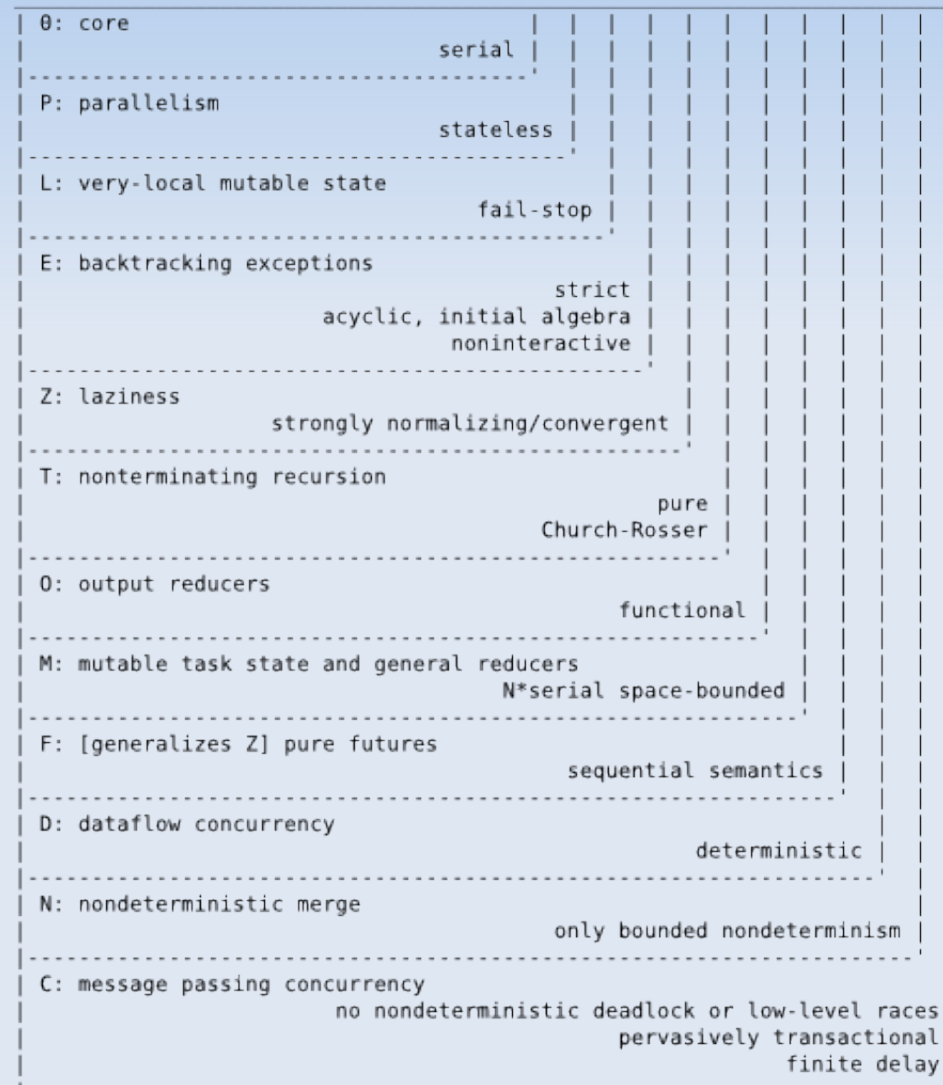 0: core
serial
P: parallelism
stateless
L: very-local mutable state
fail-stop
E: backtracking exceptions
strict
acyclic, initial algebra
noninteractive
Z: laziness
strongly normalizing/convergent
T: nonterminating recursion
pure
Church-Rosser
O: output reducers
functional
M: mutable task state and general reducers
N*serial space-bounded
F: [generalizes Z] pure futures
sequential semantics
D: dataflow concurrency
deterministic
N: nondeterministic merge
only bounded nondeterminism
C: message passing concurrency
no nondeterministic deadlock or low-level races
pervasively transactional
finite delay